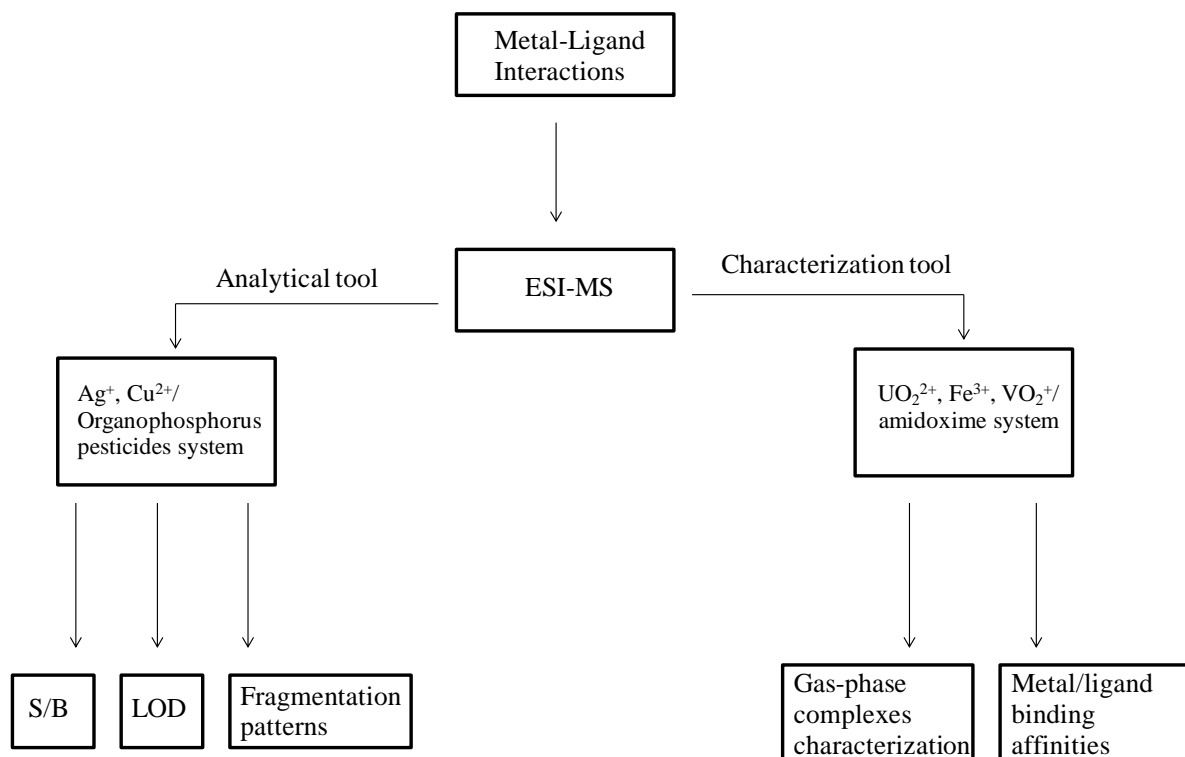 Metal-Ligand
Interactions
Analytical tool
ESI-MS
Characterization tool
Ag⁺, Cu²⁺/
Organophosphorus
pesticides system
UO₂²⁺, Fe³⁺, VO₂⁺/
amidoxime system
S/B
LOD
Fragmentation
patterns
Gas-phase
complexes
characterization
Metal/ligand
binding
affinities